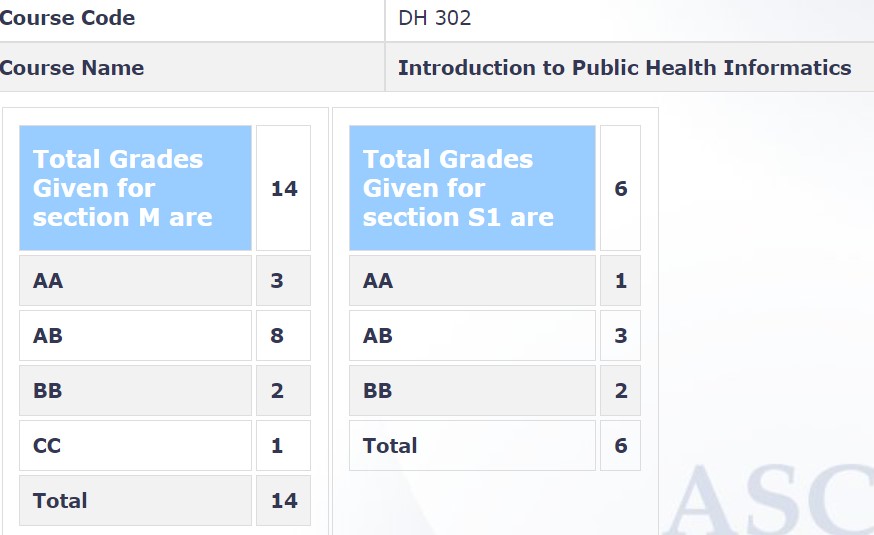 Course Code DH 302
Course Name Introduction to Public Health Informatics
Total Grades
Given for
section M are
14
AA 3
AB 8
BB 2
CC 1
Total 14
Total Grades
Given for
section S1 are
6
AA 1
AB 3
BB 2
Total 6
ASC